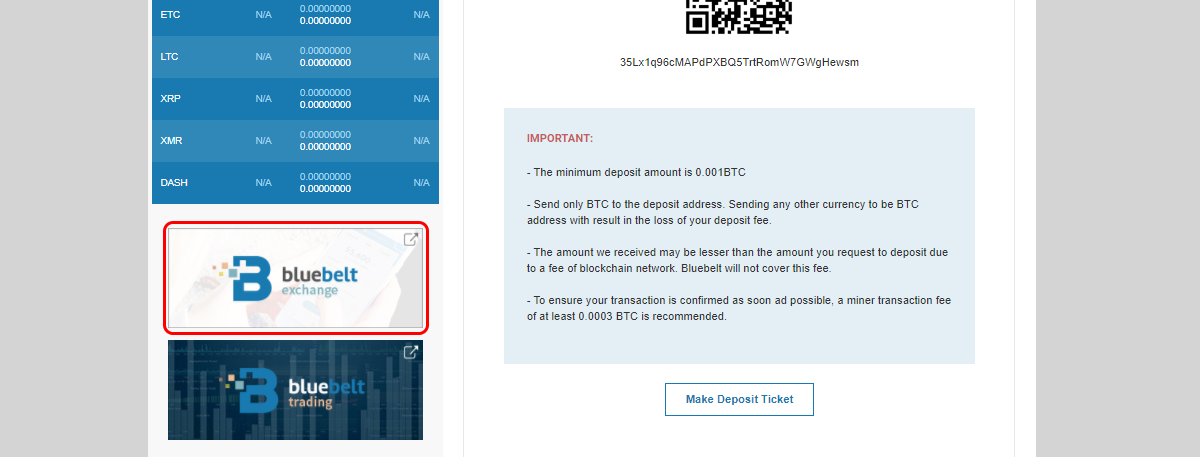 ETC N/A 0.00000000 N/A
0.00000000
LTC N/A 0.00000000 N/A
0.00000000
XRP N/A 0.00000000 N/A
0.00000000
XMR N/A 0.00000000 N/A
0.00000000
DASH N/A 0.00000000 N/A
0.00000000
bluebelt
exchange
bluebelt
trading
35Lx1q96cMAPdPXBQ5TrtRomW7GWgHewsm
IMPORTANT:
- The minimum deposit amount is 0.001BTC
- Send only BTC to the deposit address. Sending any other currency to be BTC
address with result in the loss of your deposit fee.
- The amount we received may be lesser than the amount you request to deposit due
to a fee of blockchain network. Bluebelt will not cover this fee.
- To ensure your transaction is confirmed as soon ad possible, a miner transaction fee
of at least 0.0003 BTC is recommended.
Make Deposit Ticket